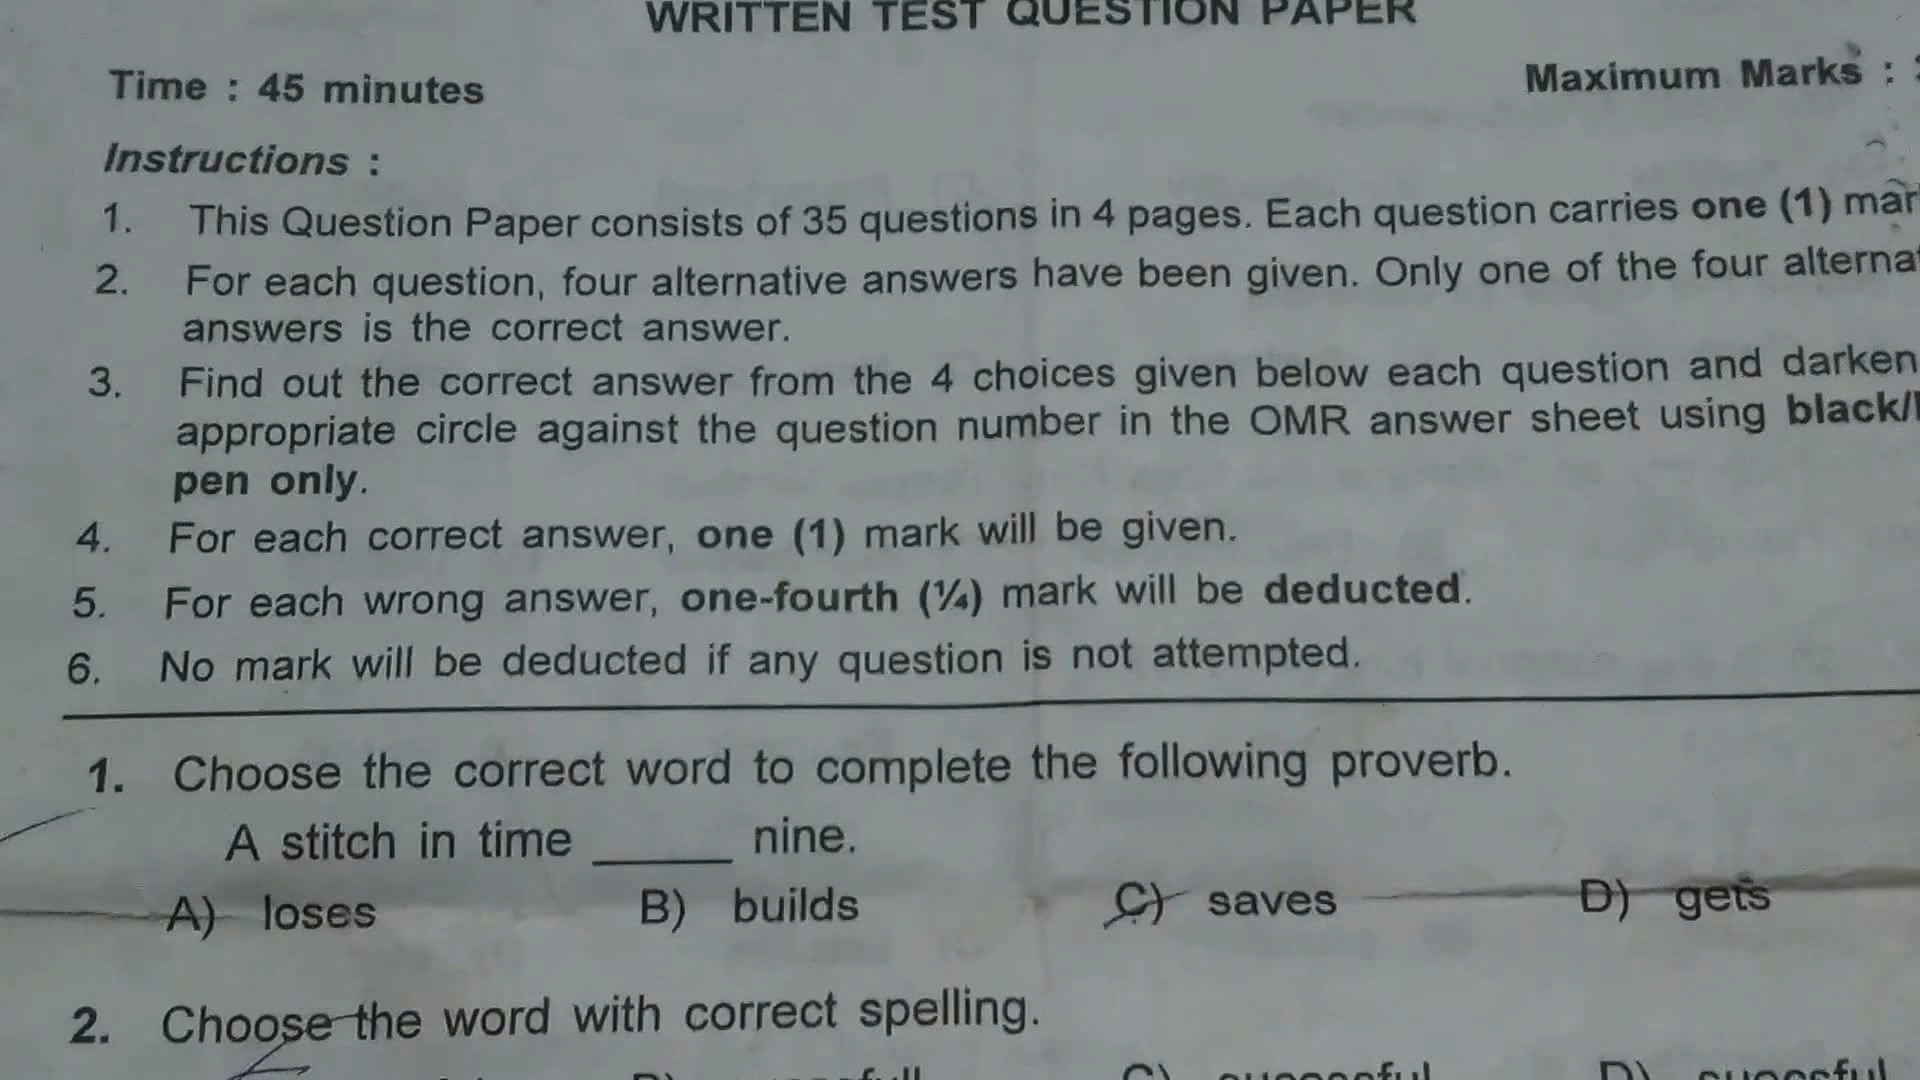 WRITTEN TEST QUESTION PAPER
Time : 45 minutes
Maximum Marks :
Instructions :
1. This Question Paper consists of 35 questions in 4 pages. Each question carries one (1)
2. For each question, four alternative answers have been given. Only one of the four
answers is the correct answer.
3. Find out the correct answer from the 4 choices given below each question and darken
appropriate circle against the question number in the OMR answer sheet using black/
pen only.
4. For each correct answer, one (1) mark will be given.
5. For each wrong answer, one-fourth (¼) mark will be deducted.
6. No mark will be deducted if any question is not attempted.
1. Choose the correct word to complete the following proverb.
A stitch in time ______ nine.
A) loses B) builds C) saves D) gets
2. Choose the word with correct spelling.